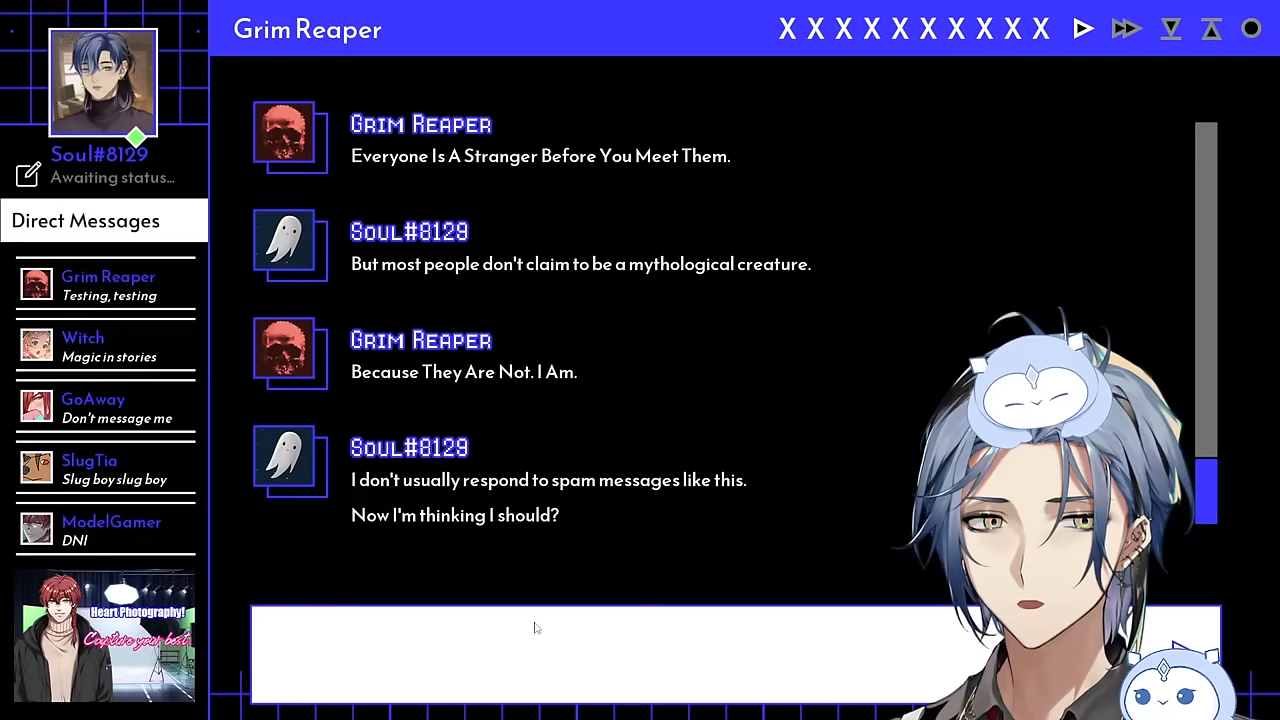 Grim Reaper
X X X X X X X X X X
Soul#8129
Awaiting status...
Direct Messages
Grim Reaper
Testing, testing
Witch
Magic in stories
GoAway
Don't message me
SlugTia
Slug boy slug boy
ModelGamer
DNI
Heart Photography!
Capture your best
Grim Reaper
Everyone Is A Stranger Before You Meet Them.
Soul#8129
But most people don't claim to be a mythological creature.
Grim Reaper
Because They Are Not. I Am.
Soul#8129
I don't usually respond to spam messages like this.
Now I'm thinking I should?